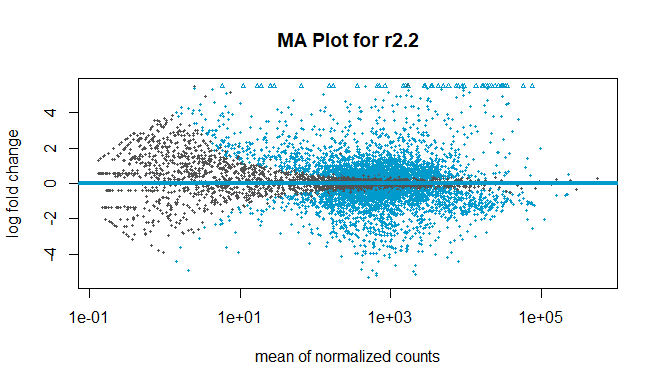 MA Plot for r2.2
log fold change
4
2
0
-2
-4
1e-01 1e+01 1e+03 1e+05
mean of normalized counts